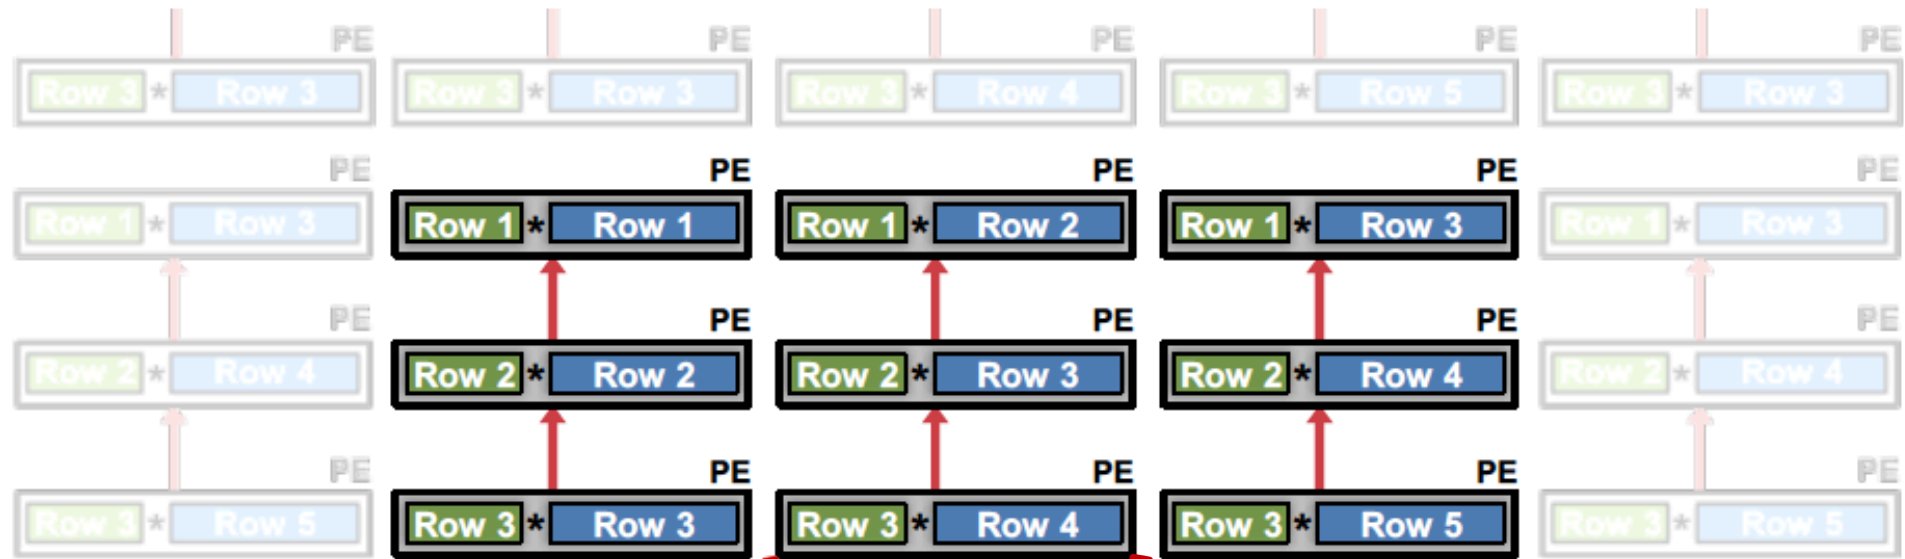 PE PE PE PE PE
Row 3 * Row 3 Row 3 * Row 3 Row 3 * Row 4 Row 3 * Row 5 Row 3 * Row 3
PE PE PE PE PE
Row 1 * Row 3 Row 1 * Row 1 Row 1 * Row 2 Row 1 * Row 3 Row 1 * Row 3
PE PE PE PE PE
Row 2 * Row 4 Row 2 * Row 2 Row 2 * Row 3 Row 2 * Row 4 Row 2 * Row 4
PE PE PE PE PE
Row 3 * Row 5 Row 3 * Row 3 Row 3 * Row 4 Row 3 * Row 5 Row 3 * Row 5